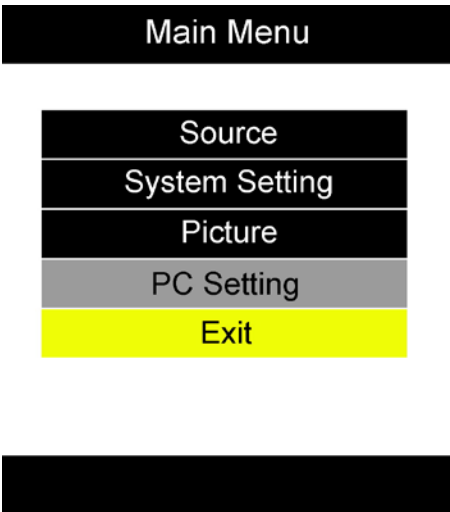 Main Menu
Source
System Setting
Picture
PC Setting
Exit